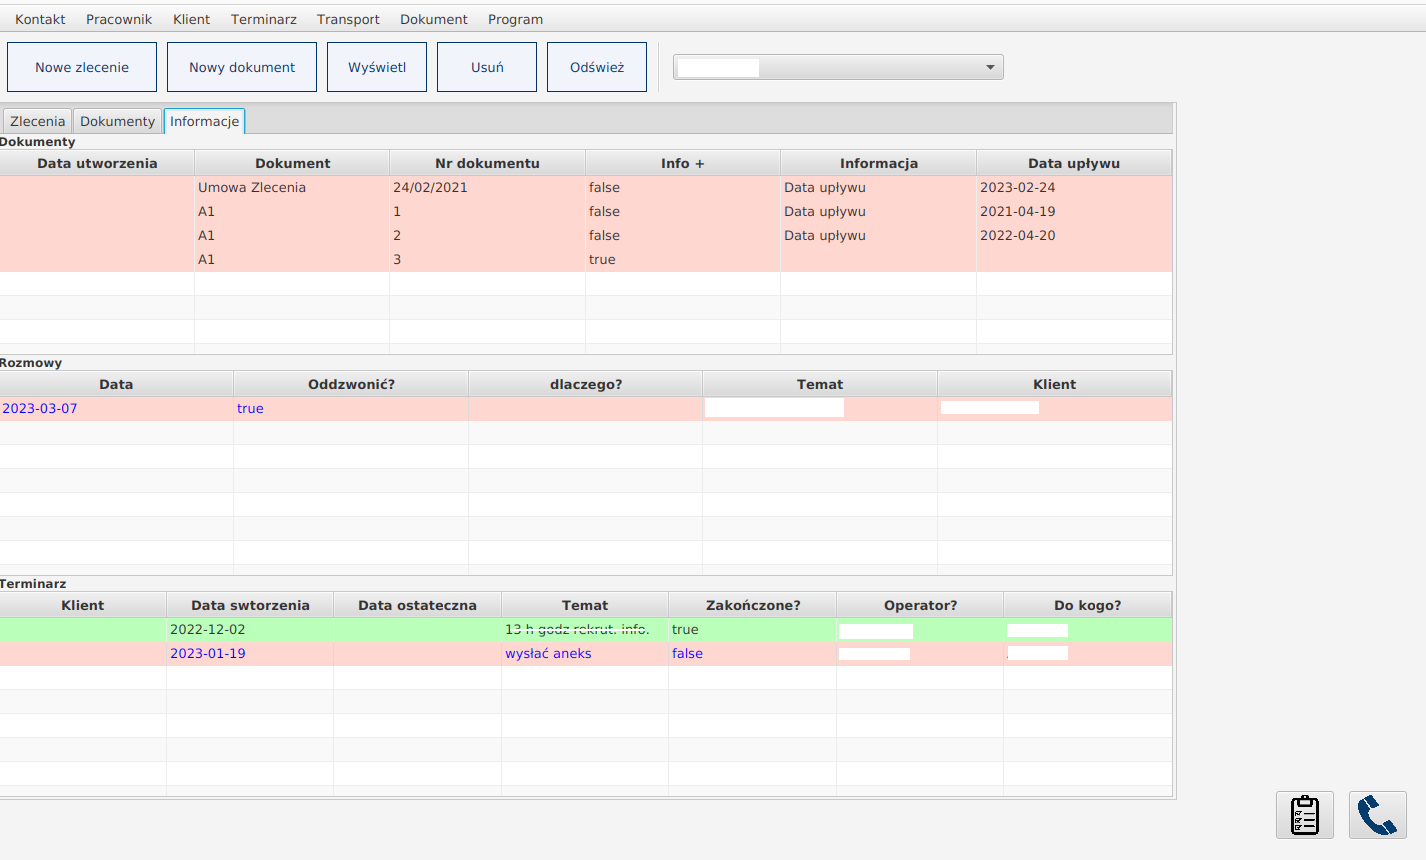 Kontakt Pracownik Klient Terminarz Transport Dokument Program
Nowe zlecenie Nowy dokument Wyświetl Usuń Odśwież
Zlecenia Dokumenty Informacje
Dokumenty
Data utworzenia Dokument Nr dokumentu Info + Informacja Data upływu
Umowa Zlecenia 24/02/2021 false Data upływu 2023-02-24
A1 1 false Data upływu 2021-04-19
A1 2 false Data upływu 2022-04-20
A1 3 true
Rozmowy
Data Oddzwonić? dlaczego? Temat Klient
2023-03-07 true
Terminarz
Klient Data swtorzenia Data ostateczna Temat Zakończone? Operator? Do kogo?
2022-12-02 13 h godz rekrut. info. true
2023-01-19 wysłać aneks false